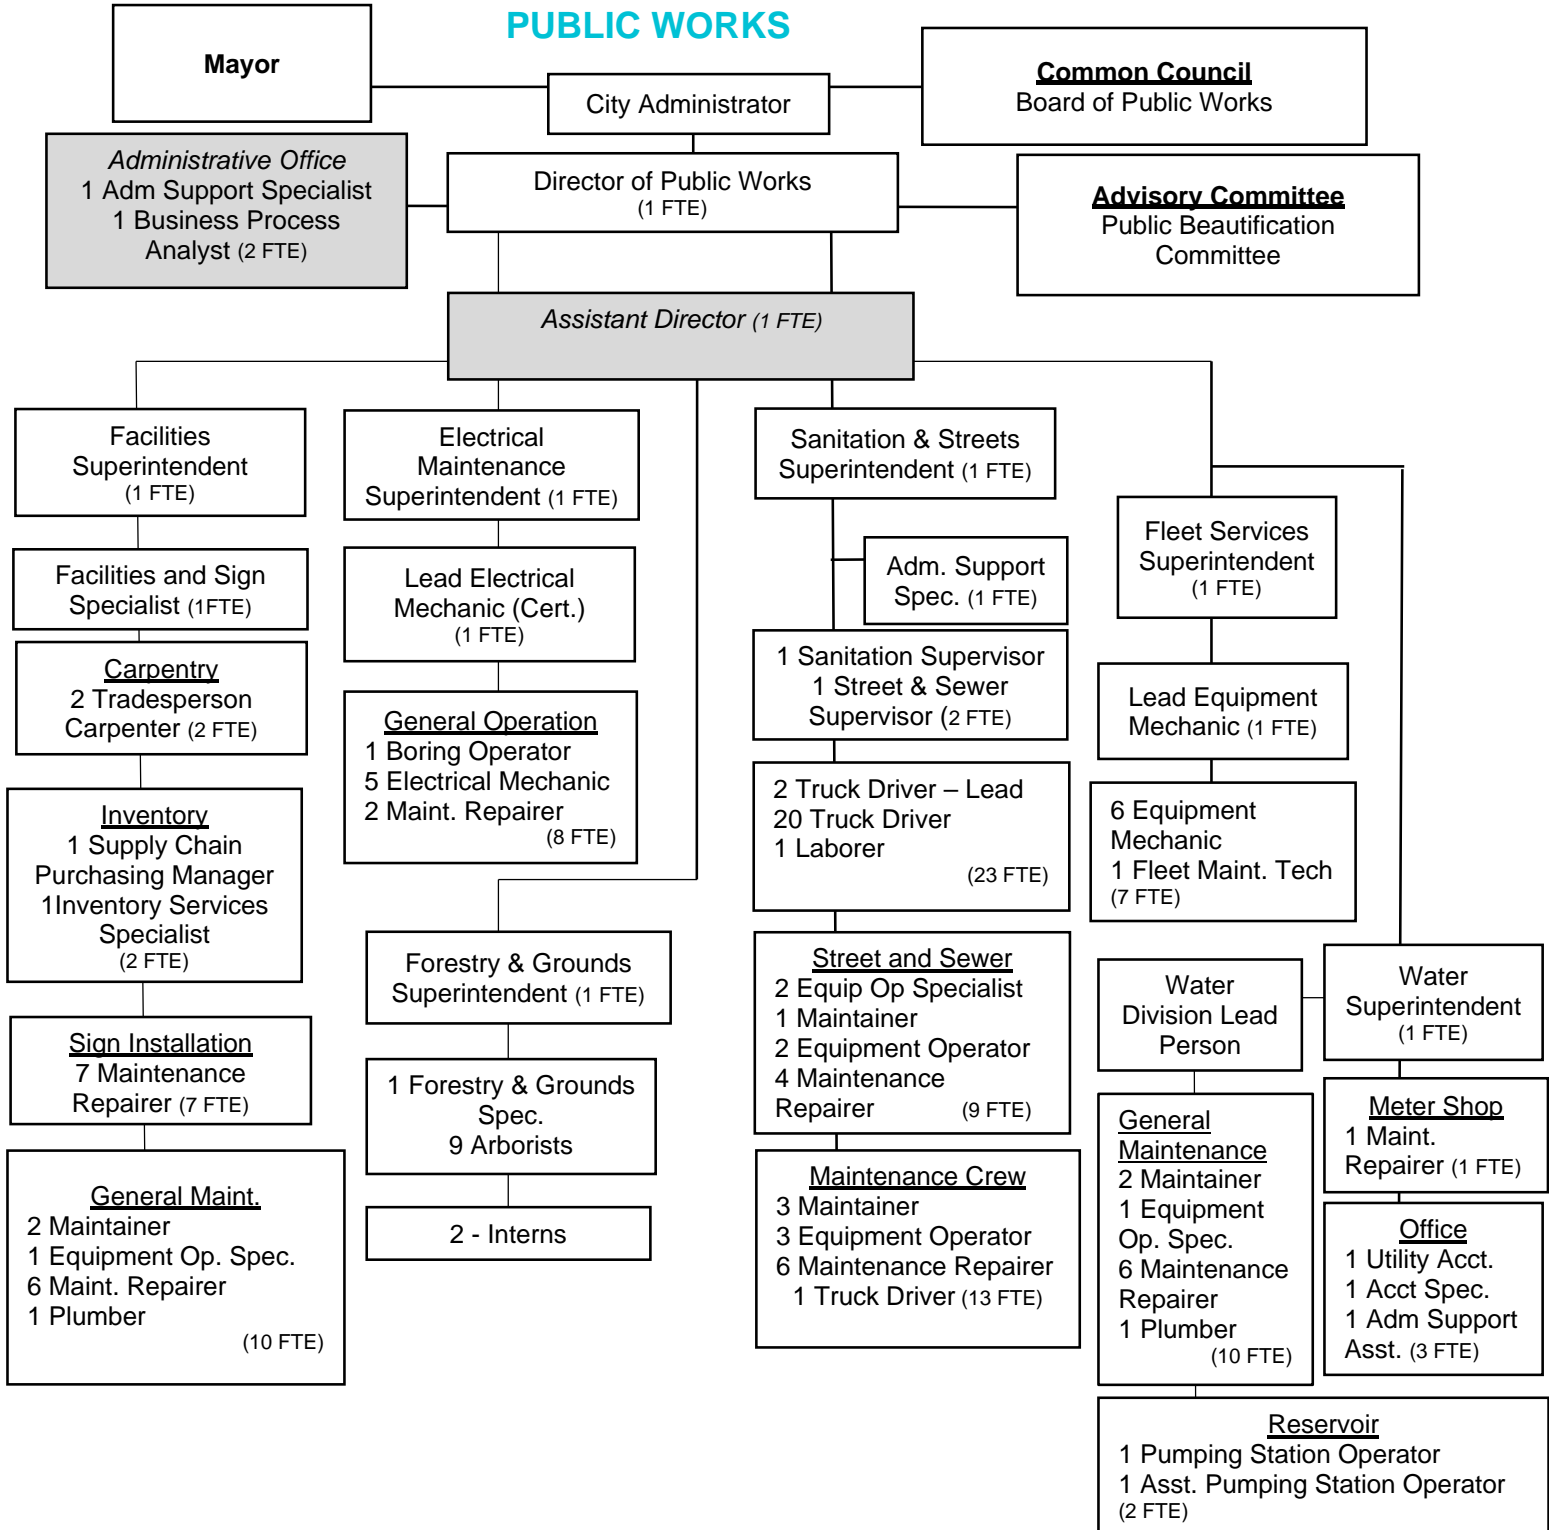 PUBLIC WORKS
Mayor
City Administrator
Common Council
Board of Public Works
Administrative Office
1 Adm Support Specialist
1 Business Process
Analyst (2 FTE)
Director of Public Works
(1 FTE)
Advisory Committee
Public Beautification
Committee
Assistant Director (1 FTE)
Facilities
Superintendent
(1 FTE)
Facilities and Sign
Specialist (1FTE)
Carpentry
2 Tradesperson
Carpenter (2 FTE)
Inventory
1 Supply Chain
Purchasing Manager
1Inventory Services
Specialist
(2 FTE)
Sign Installation
7 Maintenance
Repairer (7 FTE)
General Maint.
2 Maintainer
1 Equipment Op. Spec.
6 Maint. Repairer
1 Plumber
(10 FTE)
Electrical
Maintenance
Superintendent (1 FTE)
Lead Electrical
Mechanic (Cert.)
(1 FTE)
General Operation
1 Boring Operator
5 Electrical Mechanic
2 Maint. Repairer
(8 FTE)
Forestry & Grounds
Superintendent (1 FTE)
1 Forestry & Grounds
Spec.
9 Arborists
2 - Interns
Sanitation & Streets
Superintendent (1 FTE)
Adm. Support
Spec. (1 FTE)
1 Sanitation Supervisor
1 Street & Sewer
Supervisor (2 FTE)
2 Truck Driver – Lead
20 Truck Driver
1 Laborer
(23 FTE)
Street and Sewer
2 Equip Op Specialist
1 Maintainer
2 Equipment Operator
4 Maintenance
Repairer (9 FTE)
Maintenance Crew
3 Maintainer
3 Equipment Operator
6 Maintenance Repairer
1 Truck Driver (13 FTE)
Fleet Services
Superintendent
(1 FTE)
Lead Equipment
Mechanic (1 FTE)
6 Equipment
Mechanic
1 Fleet Maint. Tech
(7 FTE)
Water
Division Lead
Person
General
Maintenance
2 Maintainer
1 Equipment
Op. Spec.
6 Maintenance
Repairer
1 Plumber
(10 FTE)
Water
Superintendent
(1 FTE)
Meter Shop
1 Maint.
Repairer (1 FTE)
Office
1 Utility Acct.
1 Acct Spec.
1 Adm Support
Asst. (3 FTE)
Reservoir
1 Pumping Station Operator
1 Asst. Pumping Station Operator
(2 FTE)